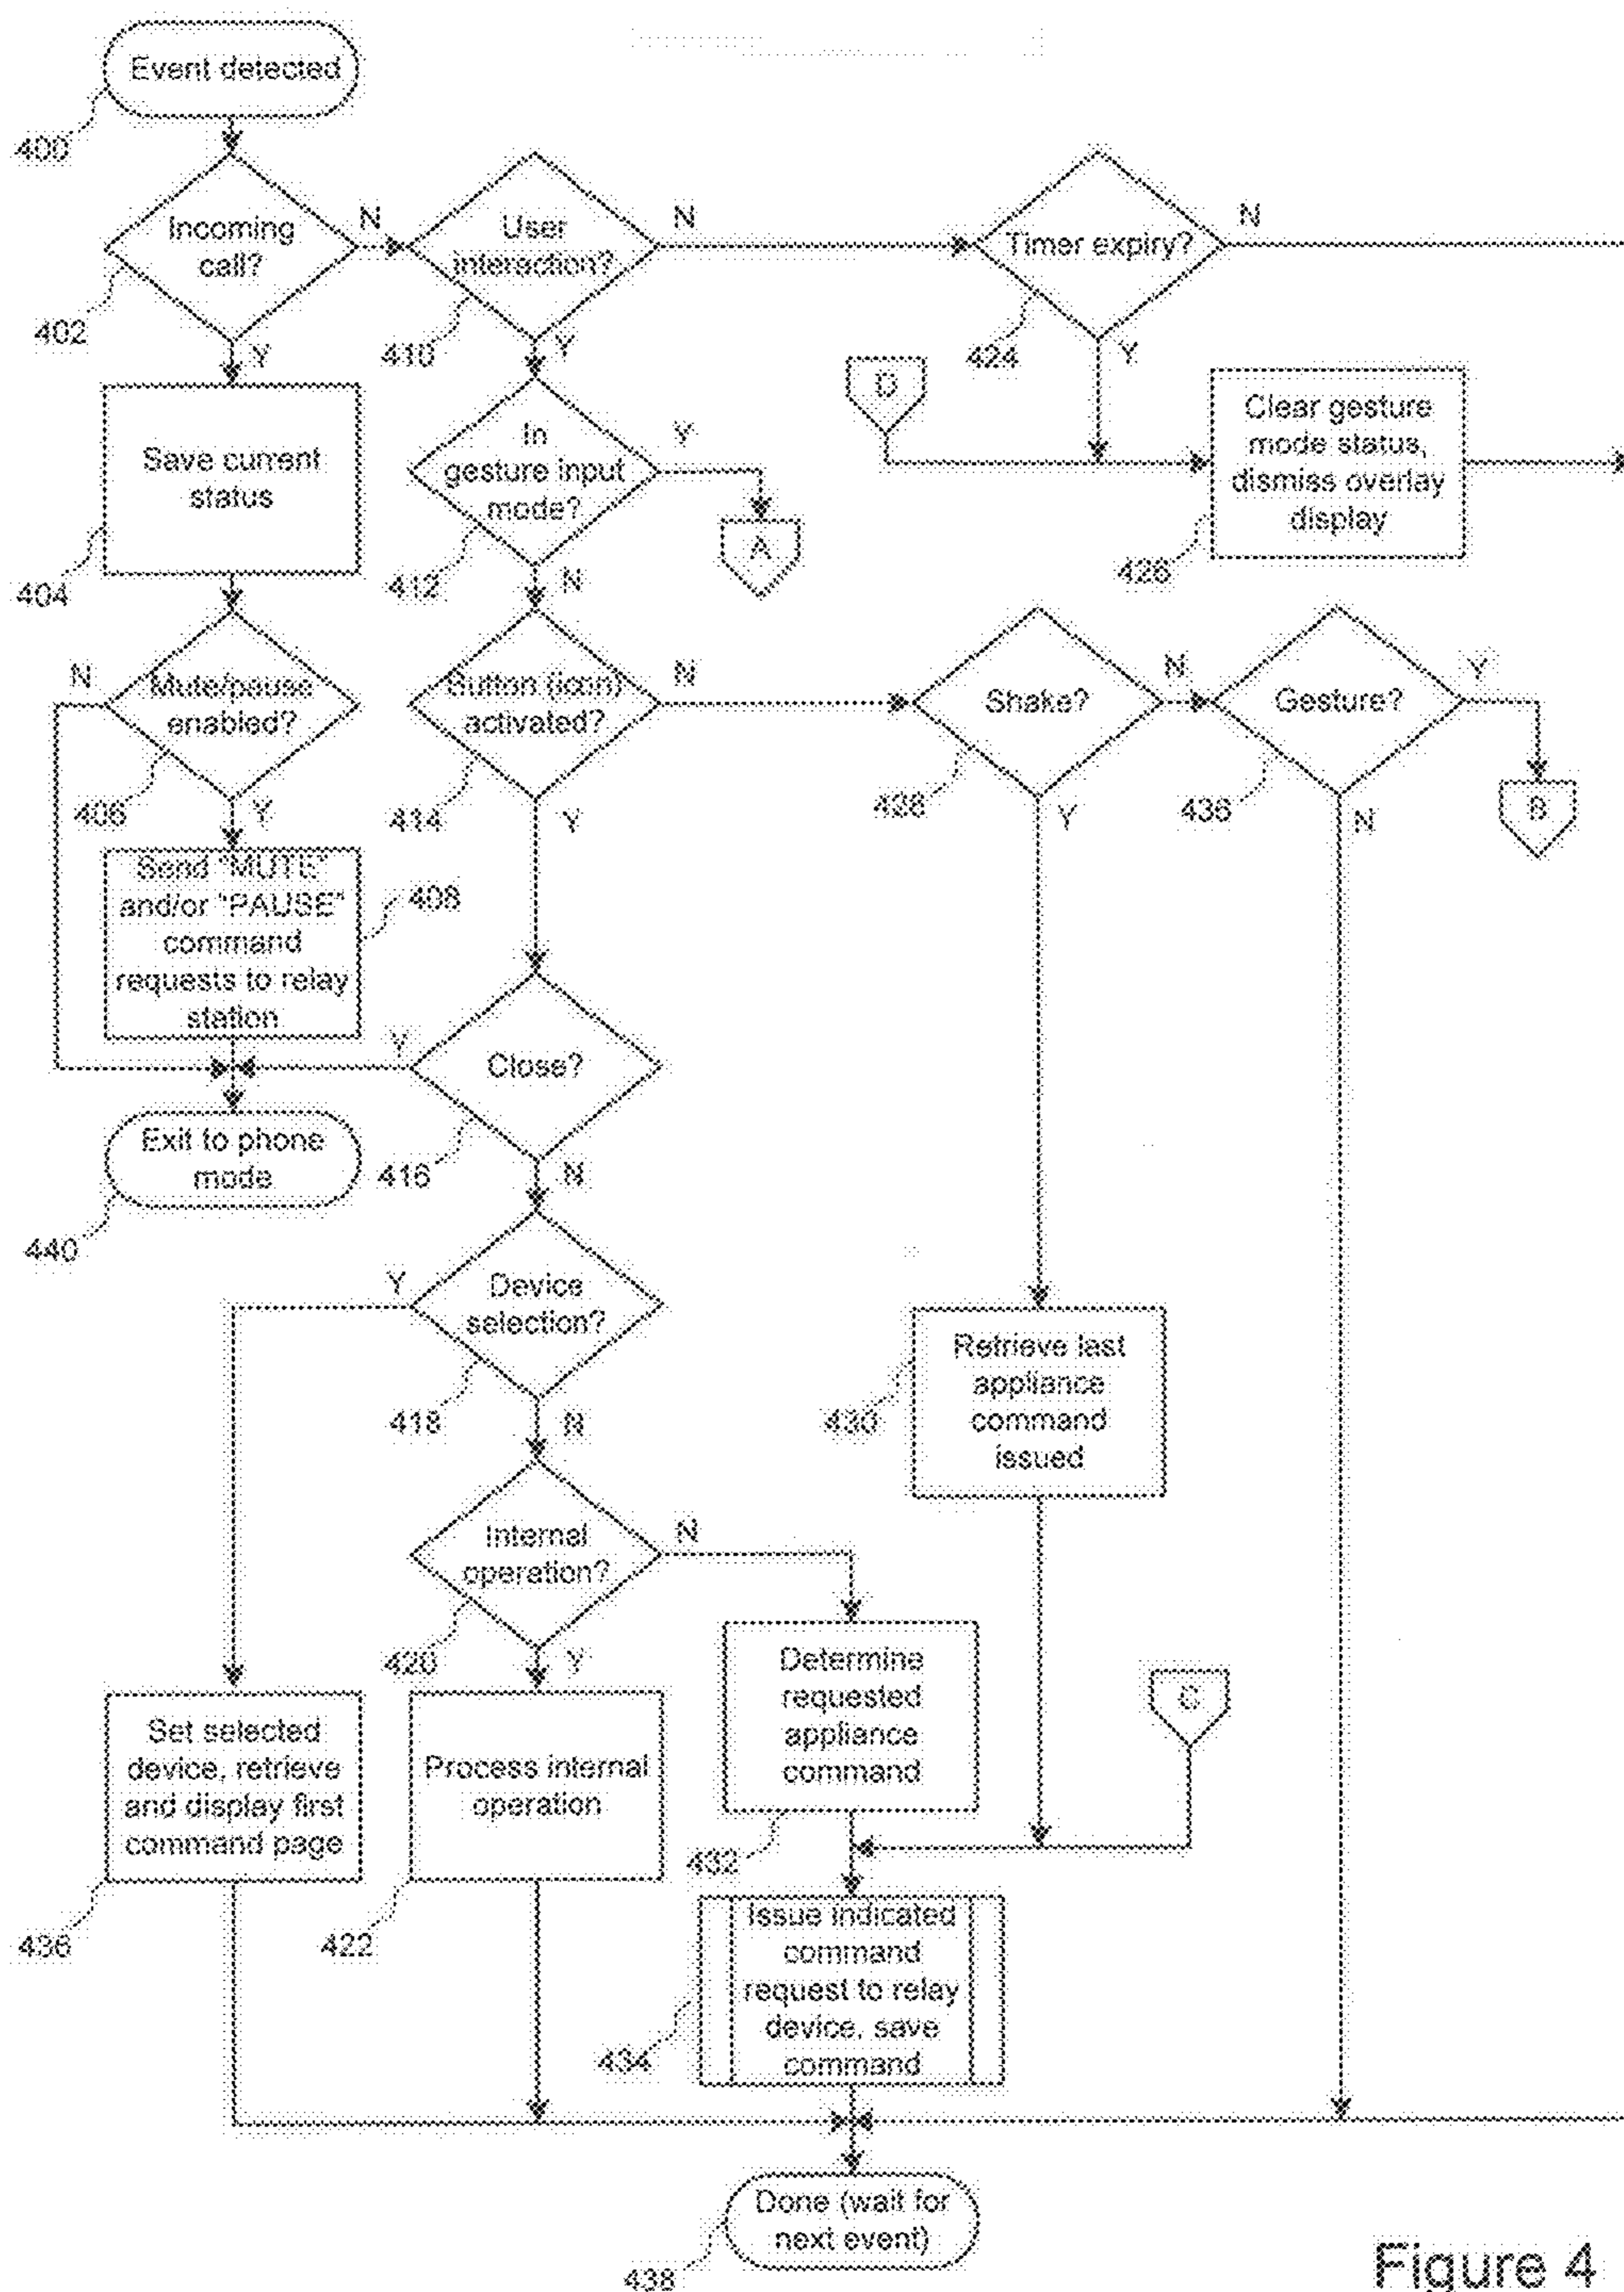 Event detected
400
Incoming
call?
N
Y
402
User
interaction?
N
Y
410
Timer expiry?
N
Y
424
Save current
status
404
In
gesture input
mode?
Y
N
412
A
D
Clear gesture
mode status,
dismiss overlay
display
426
Mute/pause
enabled?
N
Y
406
Button (icon)
activated?
N
Y
414
Shake?
N
Y
428
Gesture?
Y
N
436
B
Send "MUTE"
and/or "PAUSE"
command
requests to relay
station
408
Close?
Y
N
416
Exit to phone
mode
440
Device
selection?
Y
N
418
Retrieve last
appliance
command
issued
430
Internal
operation?
N
Y
420
Determine
requested
appliance
command
432
C
Set selected
device, retrieve
and display first
command page
436
Process internal
operation
422
Issue indicated
command
request to relay
device, save
command
434
Done (wait for
next event)
438
Figure 4